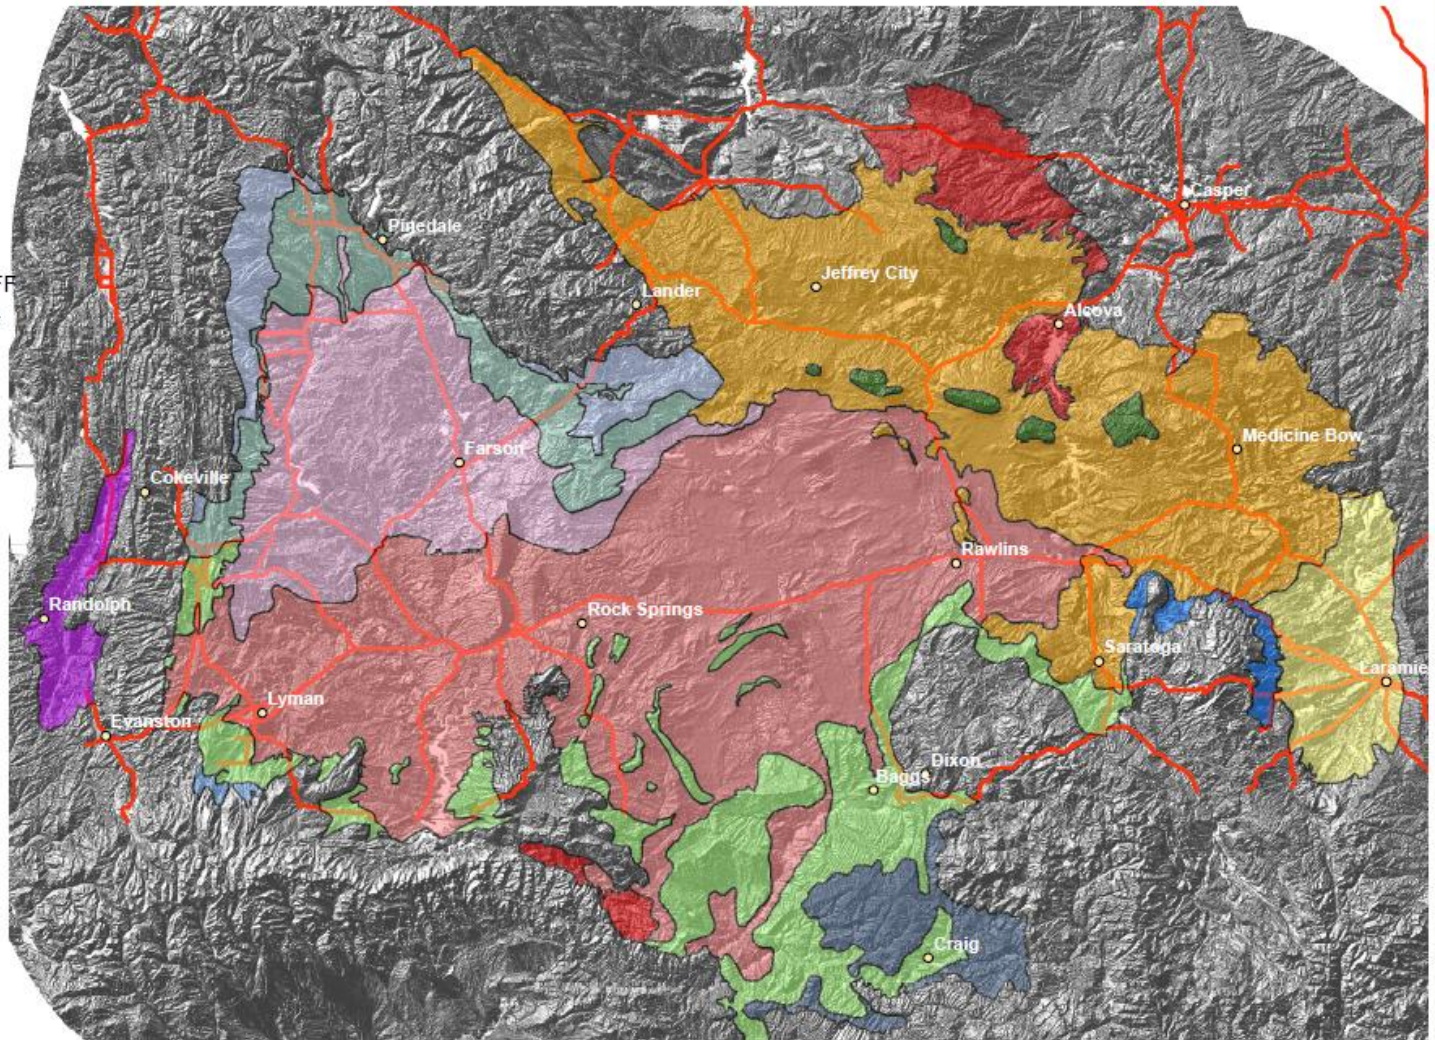 Casper
Pinedale
Jeffrey City
FF
Lander
Alcova
Medicine Bow
Farson
Cokeville
Rawlins
Randolph
Rock Springs
Saratoga
Laramie
Lyman
Evanston
Dixon
Baggs
Craig